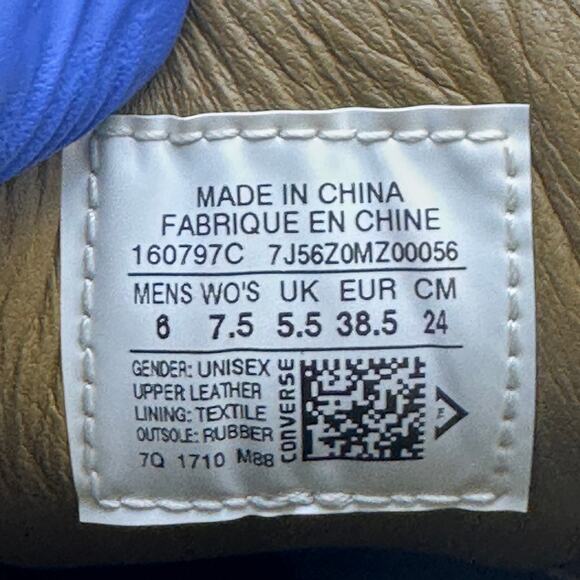 MADE IN CHINA
FABRIQUE EN CHINE
160797C 7J56Z0MZ00056
MENS WO'S UK EUR CM
6 7.5 5.5 38.5 24
GENDER: UNISEX
UPPER LEATHER
LINING: TEXTILE
OUTSOLE: RUBBER
7Q 1710 M88
CONVERSE
TM